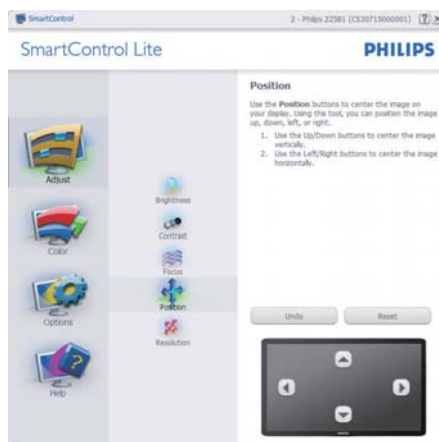 SmartControl
2 - Philips 225B1 (CS30715000001)
SmartControl Lite
PHILIPS
Adjust
Color
Options
Help
Brightness
Contrast
Focus
Position
Resolution
Position
Use the Position buttons to center the image on
your display. Using the tool, you can position the image
up, down, left, or right.
1. Use the Up/Down buttons to center the image
vertically.
2. Use the Left/Right buttons to center the image
horizontally.
Undo
Reset